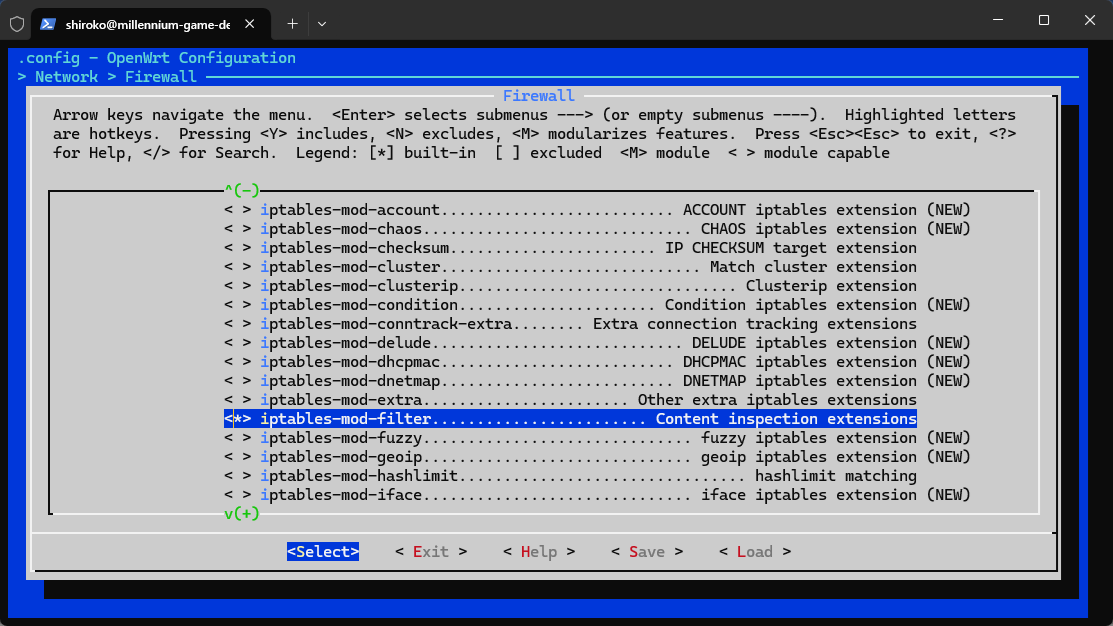 shiroko@millennium-game-de
.config - OpenWrt Configuration
> Network > Firewall
Firewall
Arrow keys navigate the menu.  <Enter> selects submenus ---> (or empty submenus ----).  Highlighted letters
are hotkeys.  Pressing <Y> includes, <N> excludes, <M> modularizes features.  Press <Esc><Esc> to exit, <?>
for Help, </> for Search.  Legend: [*] built-in  [ ] excluded  <M> module  < > module capable
^(-)
< > iptables-mod-account.......................... ACCOUNT iptables extension (NEW)
< > iptables-mod-chaos.............................. CHAOS iptables extension (NEW)
< > iptables-mod-checksum....................... IP CHECKSUM target extension
< > iptables-mod-cluster............................. Match cluster extension
< > iptables-mod-clusterip............................... Clusterip extension
< > iptables-mod-condition...................... Condition iptables extension (NEW)
< > iptables-mod-conntrack-extra........ Extra connection tracking extensions
< > iptables-mod-delude............................ DELUDE iptables extension (NEW)
< > iptables-mod-dhcpmac.......................... DHCPMAC iptables extension (NEW)
< > iptables-mod-dnetmap.......................... DNETMAP iptables extension (NEW)
< > iptables-mod-extra....................... Other extra iptables extensions
<*> iptables-mod-filter........................ Content inspection extensions
< > iptables-mod-fuzzy.............................. fuzzy iptables extension (NEW)
< > iptables-mod-geoip.............................. geoip iptables extension (NEW)
< > iptables-mod-hashlimit................................ hashlimit matching
< > iptables-mod-iface.............................. iface iptables extension (NEW)
v(+)
<Select>    < Exit >    < Help >    < Save >    < Load >